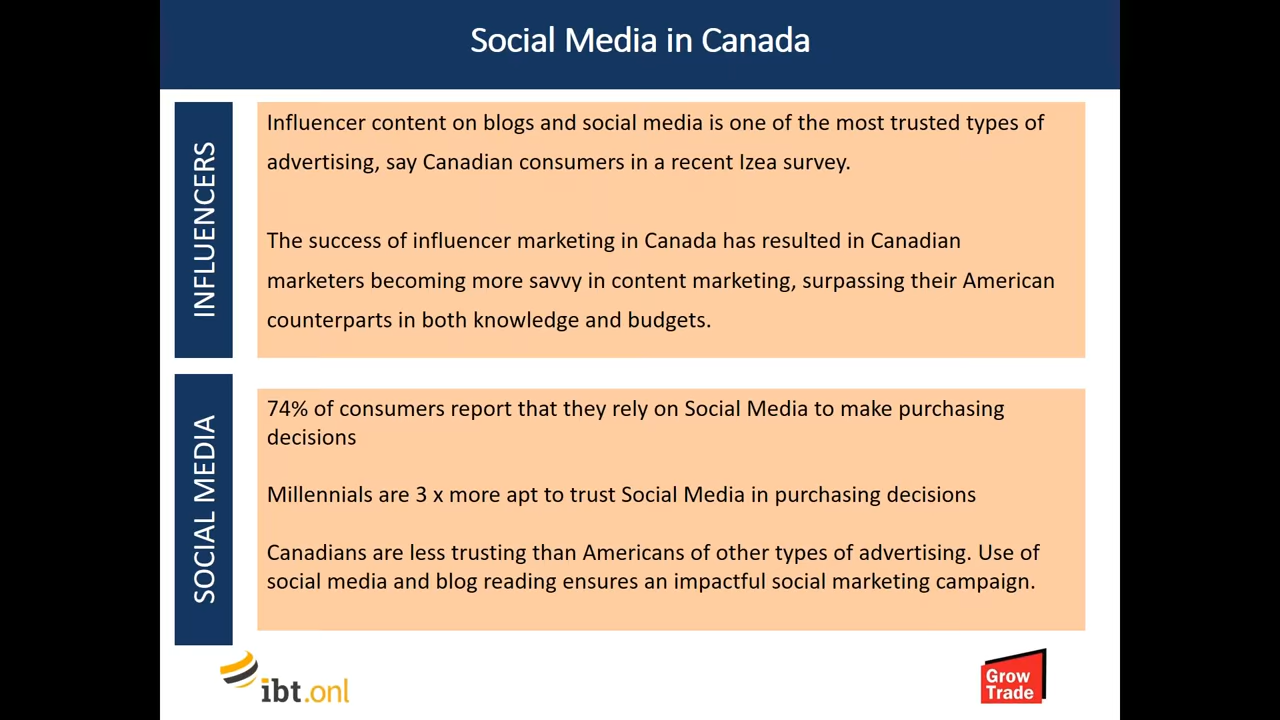 Social Media in Canada
INFLUENCERS
Influencer content on blogs and social media is one of the most trusted types of
advertising, say Canadian consumers in a recent Izea survey.
The success of influencer marketing in Canada has resulted in Canadian
marketers becoming more savvy in content marketing, surpassing their American
counterparts in both knowledge and budgets.
SOCIAL MEDIA
74% of consumers report that they rely on Social Media to make purchasing
decisions
Millennials are 3 x more apt to trust Social Media in purchasing decisions
Canadians are less trusting than Americans of other types of advertising. Use of
social media and blog reading ensures an impactful social marketing campaign.
ibt.onl
Grow
Trade